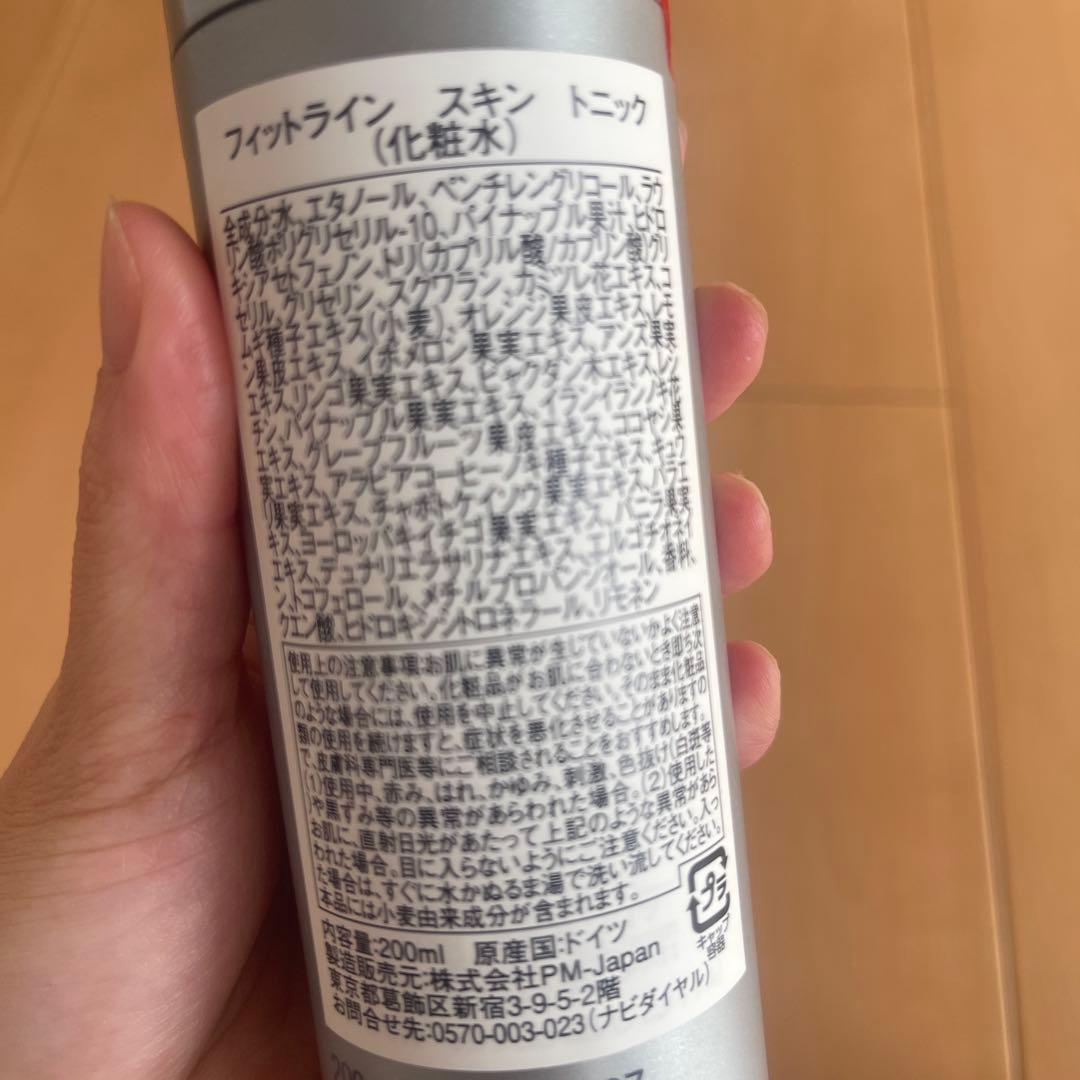 フィットライン スキン トニック
(化粧水)
全成分:水、エタノール、ペンチレングリコール、ラウ
リン酸ポリグリセリル-10、パイナップル果汁、ヒドロ
キシアセトフェノン、トリ(カプリル酸/カプリン酸)グリ
セリル、グリセリン、スクワラン、カミツレ花エキス、コ
ムギ種子エキス(小麦)、オレンジ果皮エキス、レモ
ン果皮エキス、イポメロン果実エキス、アンズ果実
エキス、リンゴ果実エキス、ビャクダン木エキス、レン
チン、パイナップル果実エキス、イランイランノキ花
エキス、グレープフルーツ果皮エキス、ココヤシ果
実エキス、アラビアコーヒーノキ種子エキス、キュウ
リ果実エキス、チャボトケイソウ果実エキス、バラエ
キス、ヨーロッパキイチゴ果実エキス、バニラ果実
エキス、デュナリエラサリナエキス、エルゴチオネイ
ン、トコフェロール、メチルプロパンジオール、香料、
クエン酸、ヒドロキシシトロネラール、リモネン
使用上の注意事項:お肌に異常が生じていないかよく注意
して使用してください。化粧品がお肌に合わないとき即ち次
のような場合には、使用を中止してください。そのまま化粧品
類の使用を続けますと、症状を悪化させることがありますの
で、皮膚科専門医等にご相談されることをおすすめします。
(1)使用中、赤み、はれ、かゆみ、刺激、色抜け(白斑等
)や黒ずみ等の異常があらわれた場合。(2)使用した
お肌に、直射日光があたって上記のような異常があら
われた場合。目に入らないようにご注意ください。入っ
た場合は、すぐに水かぬるま湯で洗い流してください。
本品には小麦由来成分が含まれます。
内容量:200ml 原産国:ドイツ
製造販売元:株式会社PM-Japan
東京都葛飾区新宿3-9-5-2階
お問合せ先:0570-003-023(ナビダイヤル)
プラ
キャップ
容器